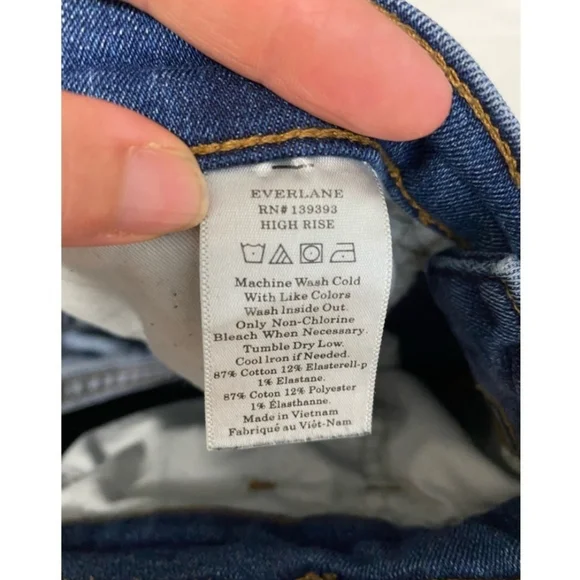 EVERLANE
RN# 139393
HIGH RISE
Machine Wash Cold
With Like Colors
Wash Inside Out.
Only Non-Chlorine
Bleach When Necessary.
Tumble Dry Low.
Cool Iron if Needed.
87% Cotton 12% Elasterell-p
1% Elastane.
87% Coton 12% Polyester
1% Élasthanne.
Made in Vietnam
Fabriqué au Viêt-Nam